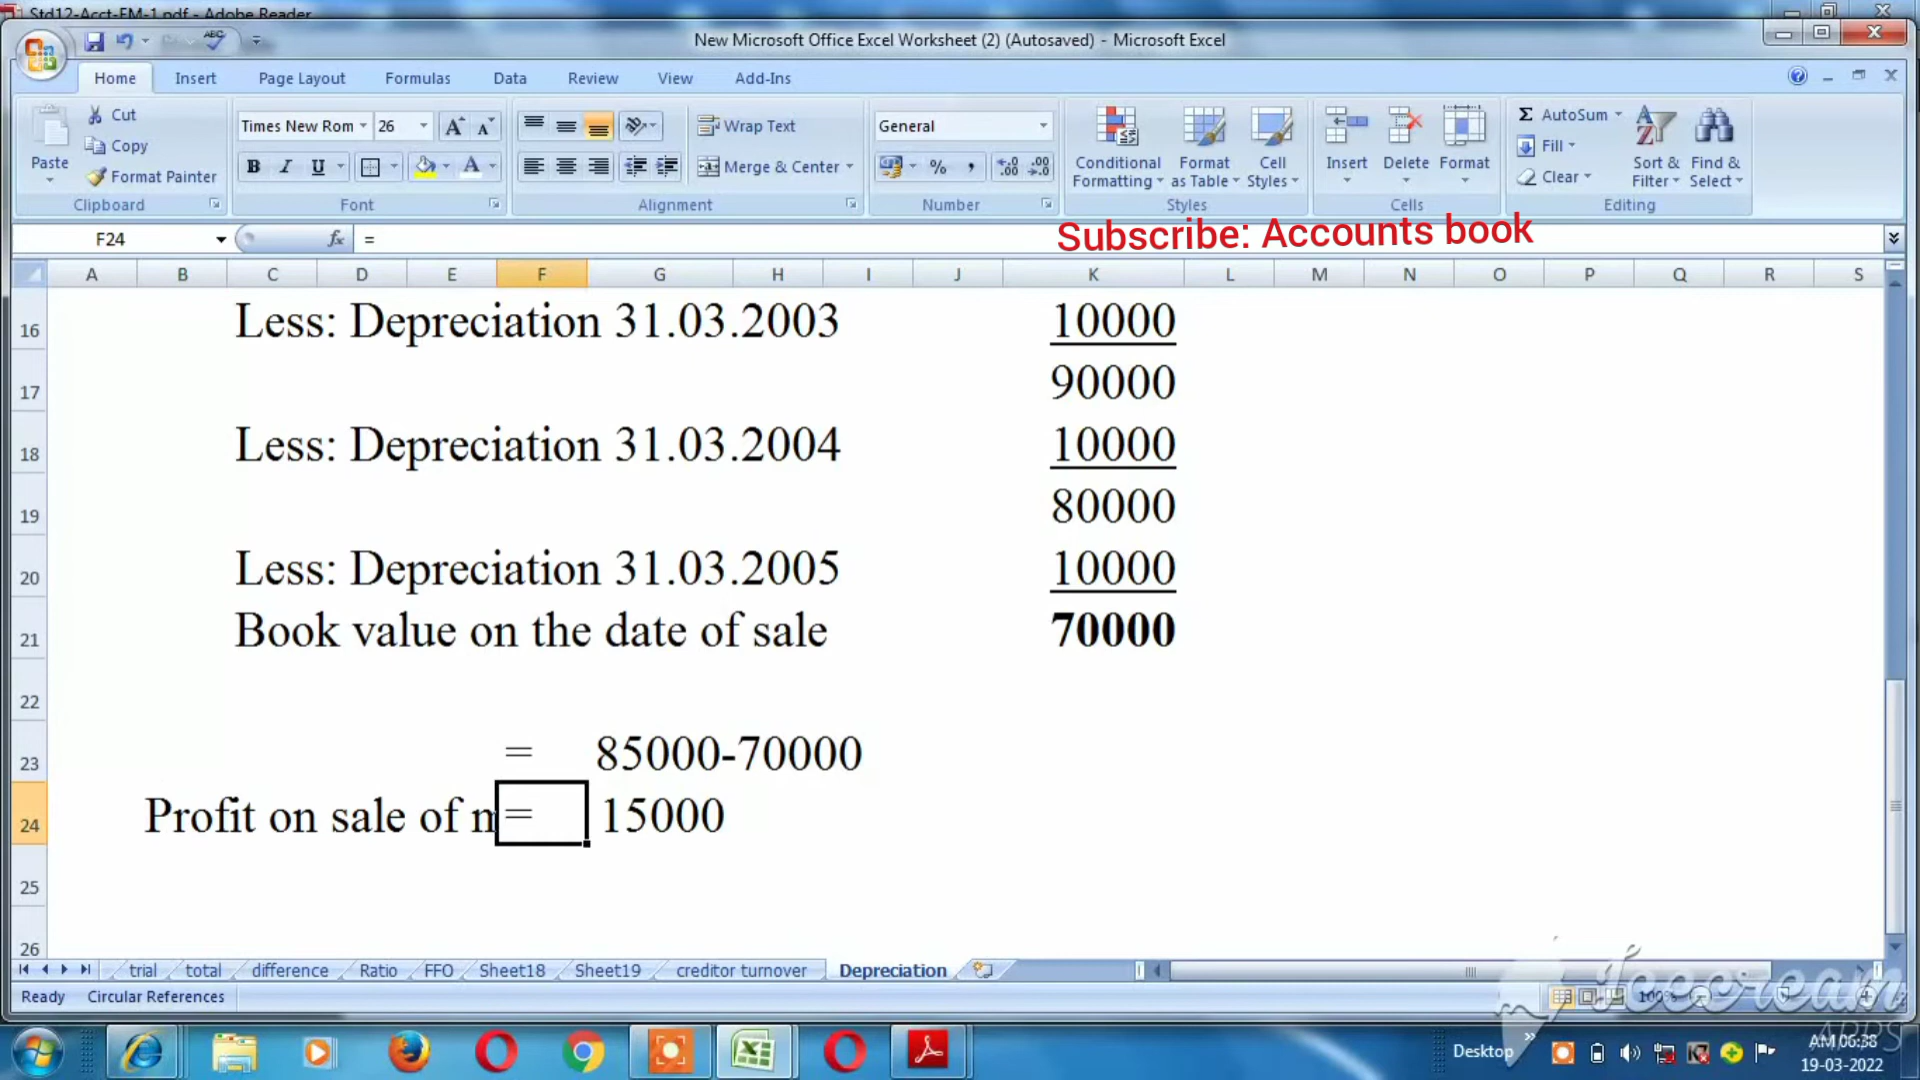 Std12-Acct-EM-1.pdf - Adobe Reader
New Microsoft Office Excel Worksheet (2) (Autosaved) - Microsoft Excel
Home Insert Page Layout Formulas Data Review View Add-Ins
Cut
Copy
Format Painter
Paste
Clipboard
Times New Rom 26
B I U
Font
Wrap Text
Merge & Center
Alignment
General
% ,
Number
Conditional Formatting
Format as Table
Cell Styles
Styles
Insert Delete Format
Cells
Σ AutoSum
Fill
Clear
Sort & Filter
Find & Select
Editing
Subscribe: Accounts book
F24 fx =
A B C D E F G H I J K L M N O P Q R S
16 Less: Depreciation 31.03.2003 10000
17 90000
18 Less: Depreciation 31.03.2004 10000
19 80000
20 Less: Depreciation 31.03.2005 10000
21 Book value on the date of sale 70000
22
23 = 85000-70000
24 Profit on sale of m = 15000
25
26
trial total difference Ratio FFO Sheet18 Sheet19 creditor turnover Depreciation
Ready Circular References 100%
Icecream
APPS
Desktop
AM 06:38
19-03-2022